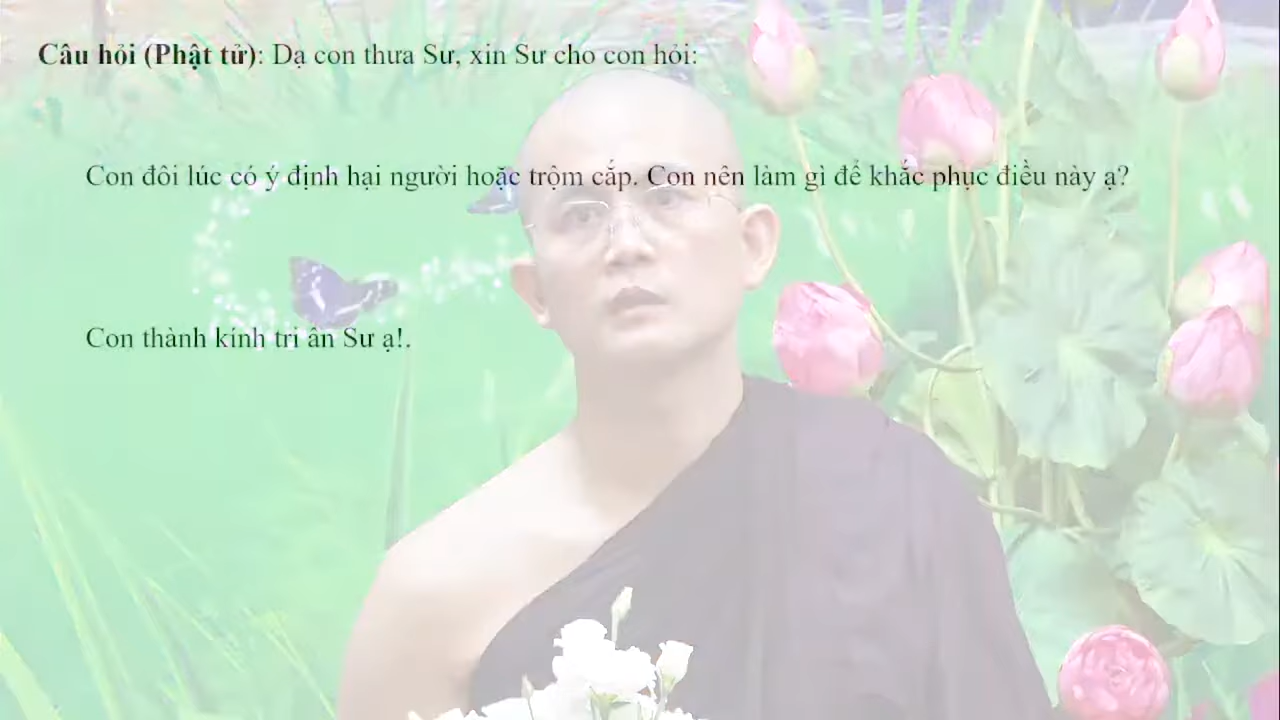 Câu hỏi (Phật tử): Dạ con thưa Sư, xin Sư cho con hỏi:
Con đôi lúc có ý định hại người hoặc trộm cắp. Con nên làm gì để khắc phục điều này ạ?
Con thành kính tri ân Sư ạ!.